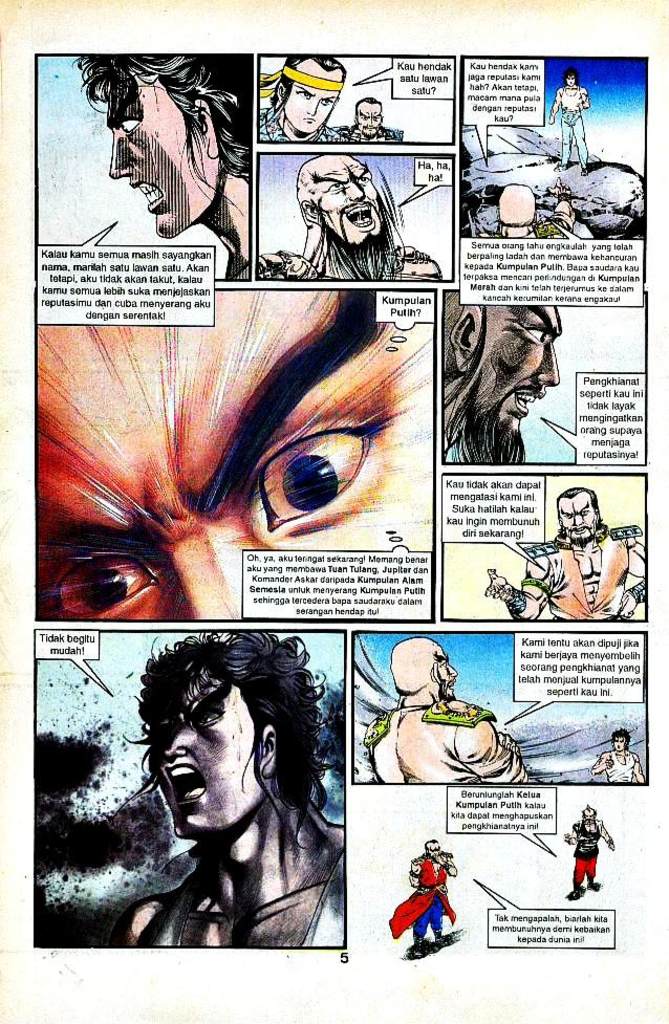 Kalau kamu semua masih sayangkan
nama, marilah satu lawan satu. Akan
tetapi, aku tidak akan takut, kalau
kamu semua lebih suka menjejaskan
reputasimu dan cuba menyerang aku
dengan serentak!
Kau hendak
satu lawan
satu?
Ha, ha,
ha!
Kau hendak kami
jaga reputasi kami
hah? Akan tetapi,
macam mana pula
dengan reputasi
kau?
Semua orang tahu engkaulah yang telah
berpaling tadah dan membawa kehancuran
kepada Kumpulan Putih. Bapa saudara kau
terpaksa mencari perlindungan di Kumpulan
Merah dan kini telah terjerumus ke dalam
kancah kerumitan kerana engkau!
Kumpulan
Putih?
Oh, ya, aku teringat sekarang! Memang benar
aku yang membawa Tuan Tulang, Jupiter dan
Komander Askar daripada Kumpulan Alam
Semesta untuk menyerang Kumpulan Putih
sehingga tercedera bapa saudaraku dalam
serangan hendap itu!
Pengkhianat
seperti kau ini
tidak layak
mengingatkan
orang supaya
menjaga
reputasinya!
Kau tidak akan dapat
mengatasi kami ini.
Suka hatilah kalau
kau ingin membunuh
diri sekarang!
Tidak begitu
mudah!
Kami tentu akan dipuji jika
kami berjaya menyembelih
seorang pengkhianat yang
telah menjual kumpulannya
seperti kau ini.
Beruntunglah Ketua
Kumpulan Putih kalau
kita dapat menghapuskan
pengkhianatnya ini!
Tak mengapalah, biarlah kita
membunuhnya demi kebaikan
kepada dunia ini!
5